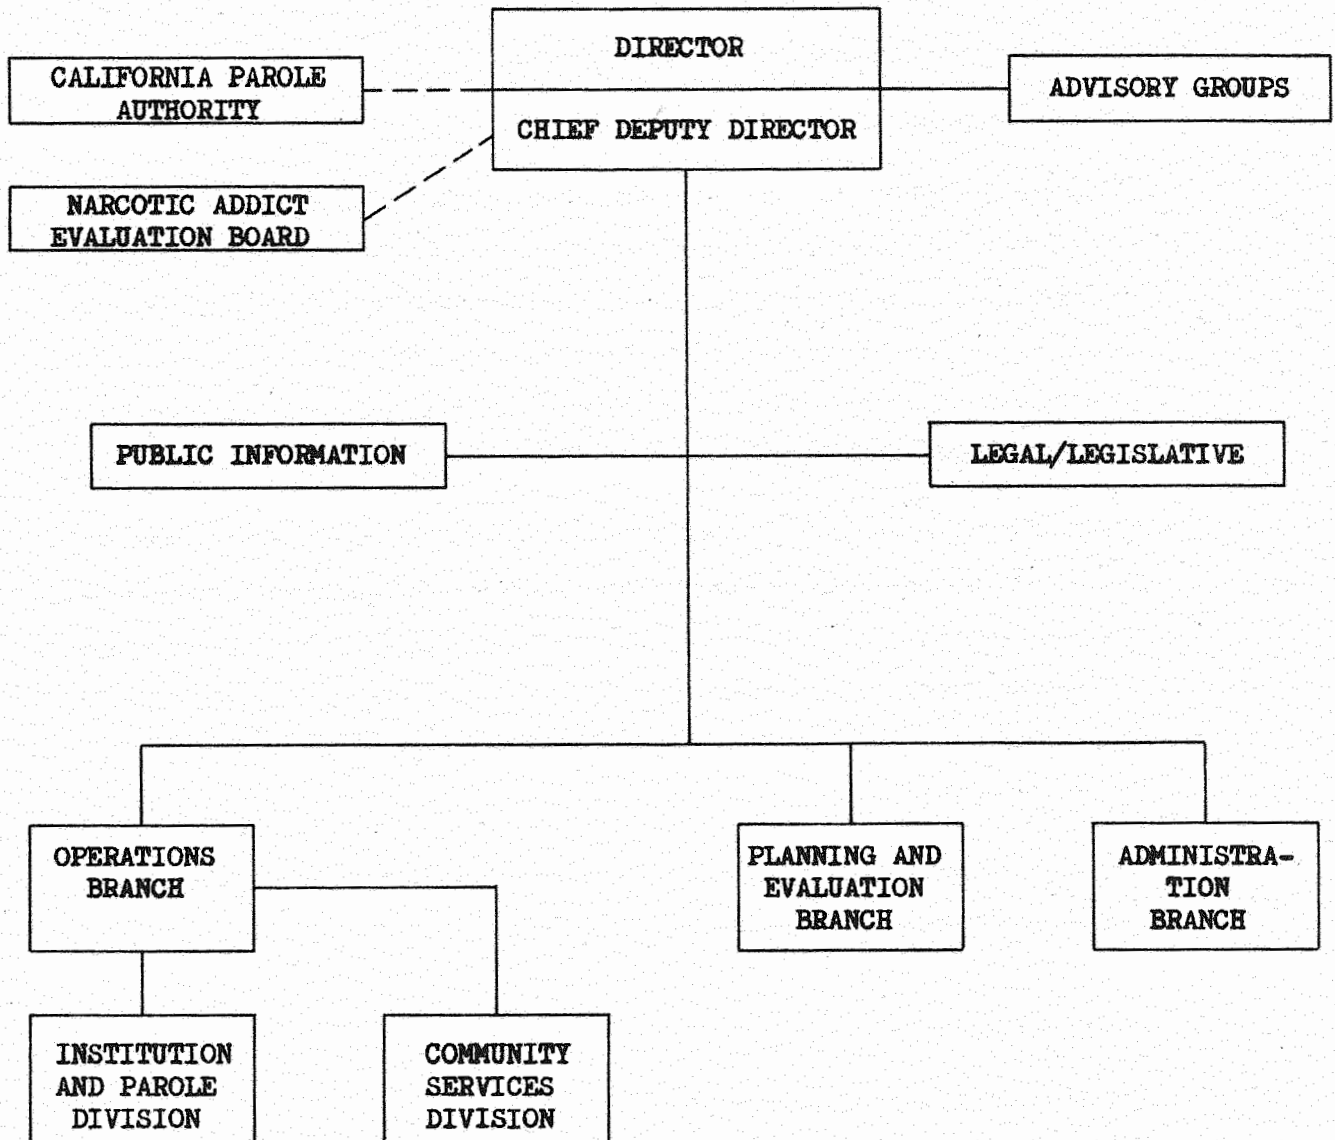 DIRECTOR
CALIFORNIA PAROLE
AUTHORITY
ADVISORY GROUPS
CHIEF DEPUTY DIRECTOR
NARCOTIC ADDICT
EVALUATION BOARD
PUBLIC INFORMATION
LEGAL/LEGISLATIVE
OPERATIONS
BRANCH
PLANNING AND
EVALUATION
BRANCH
ADMINISTRA-
TION
BRANCH
INSTITUTION
AND PAROLE
DIVISION
COMMUNITY
SERVICES
DIVISION